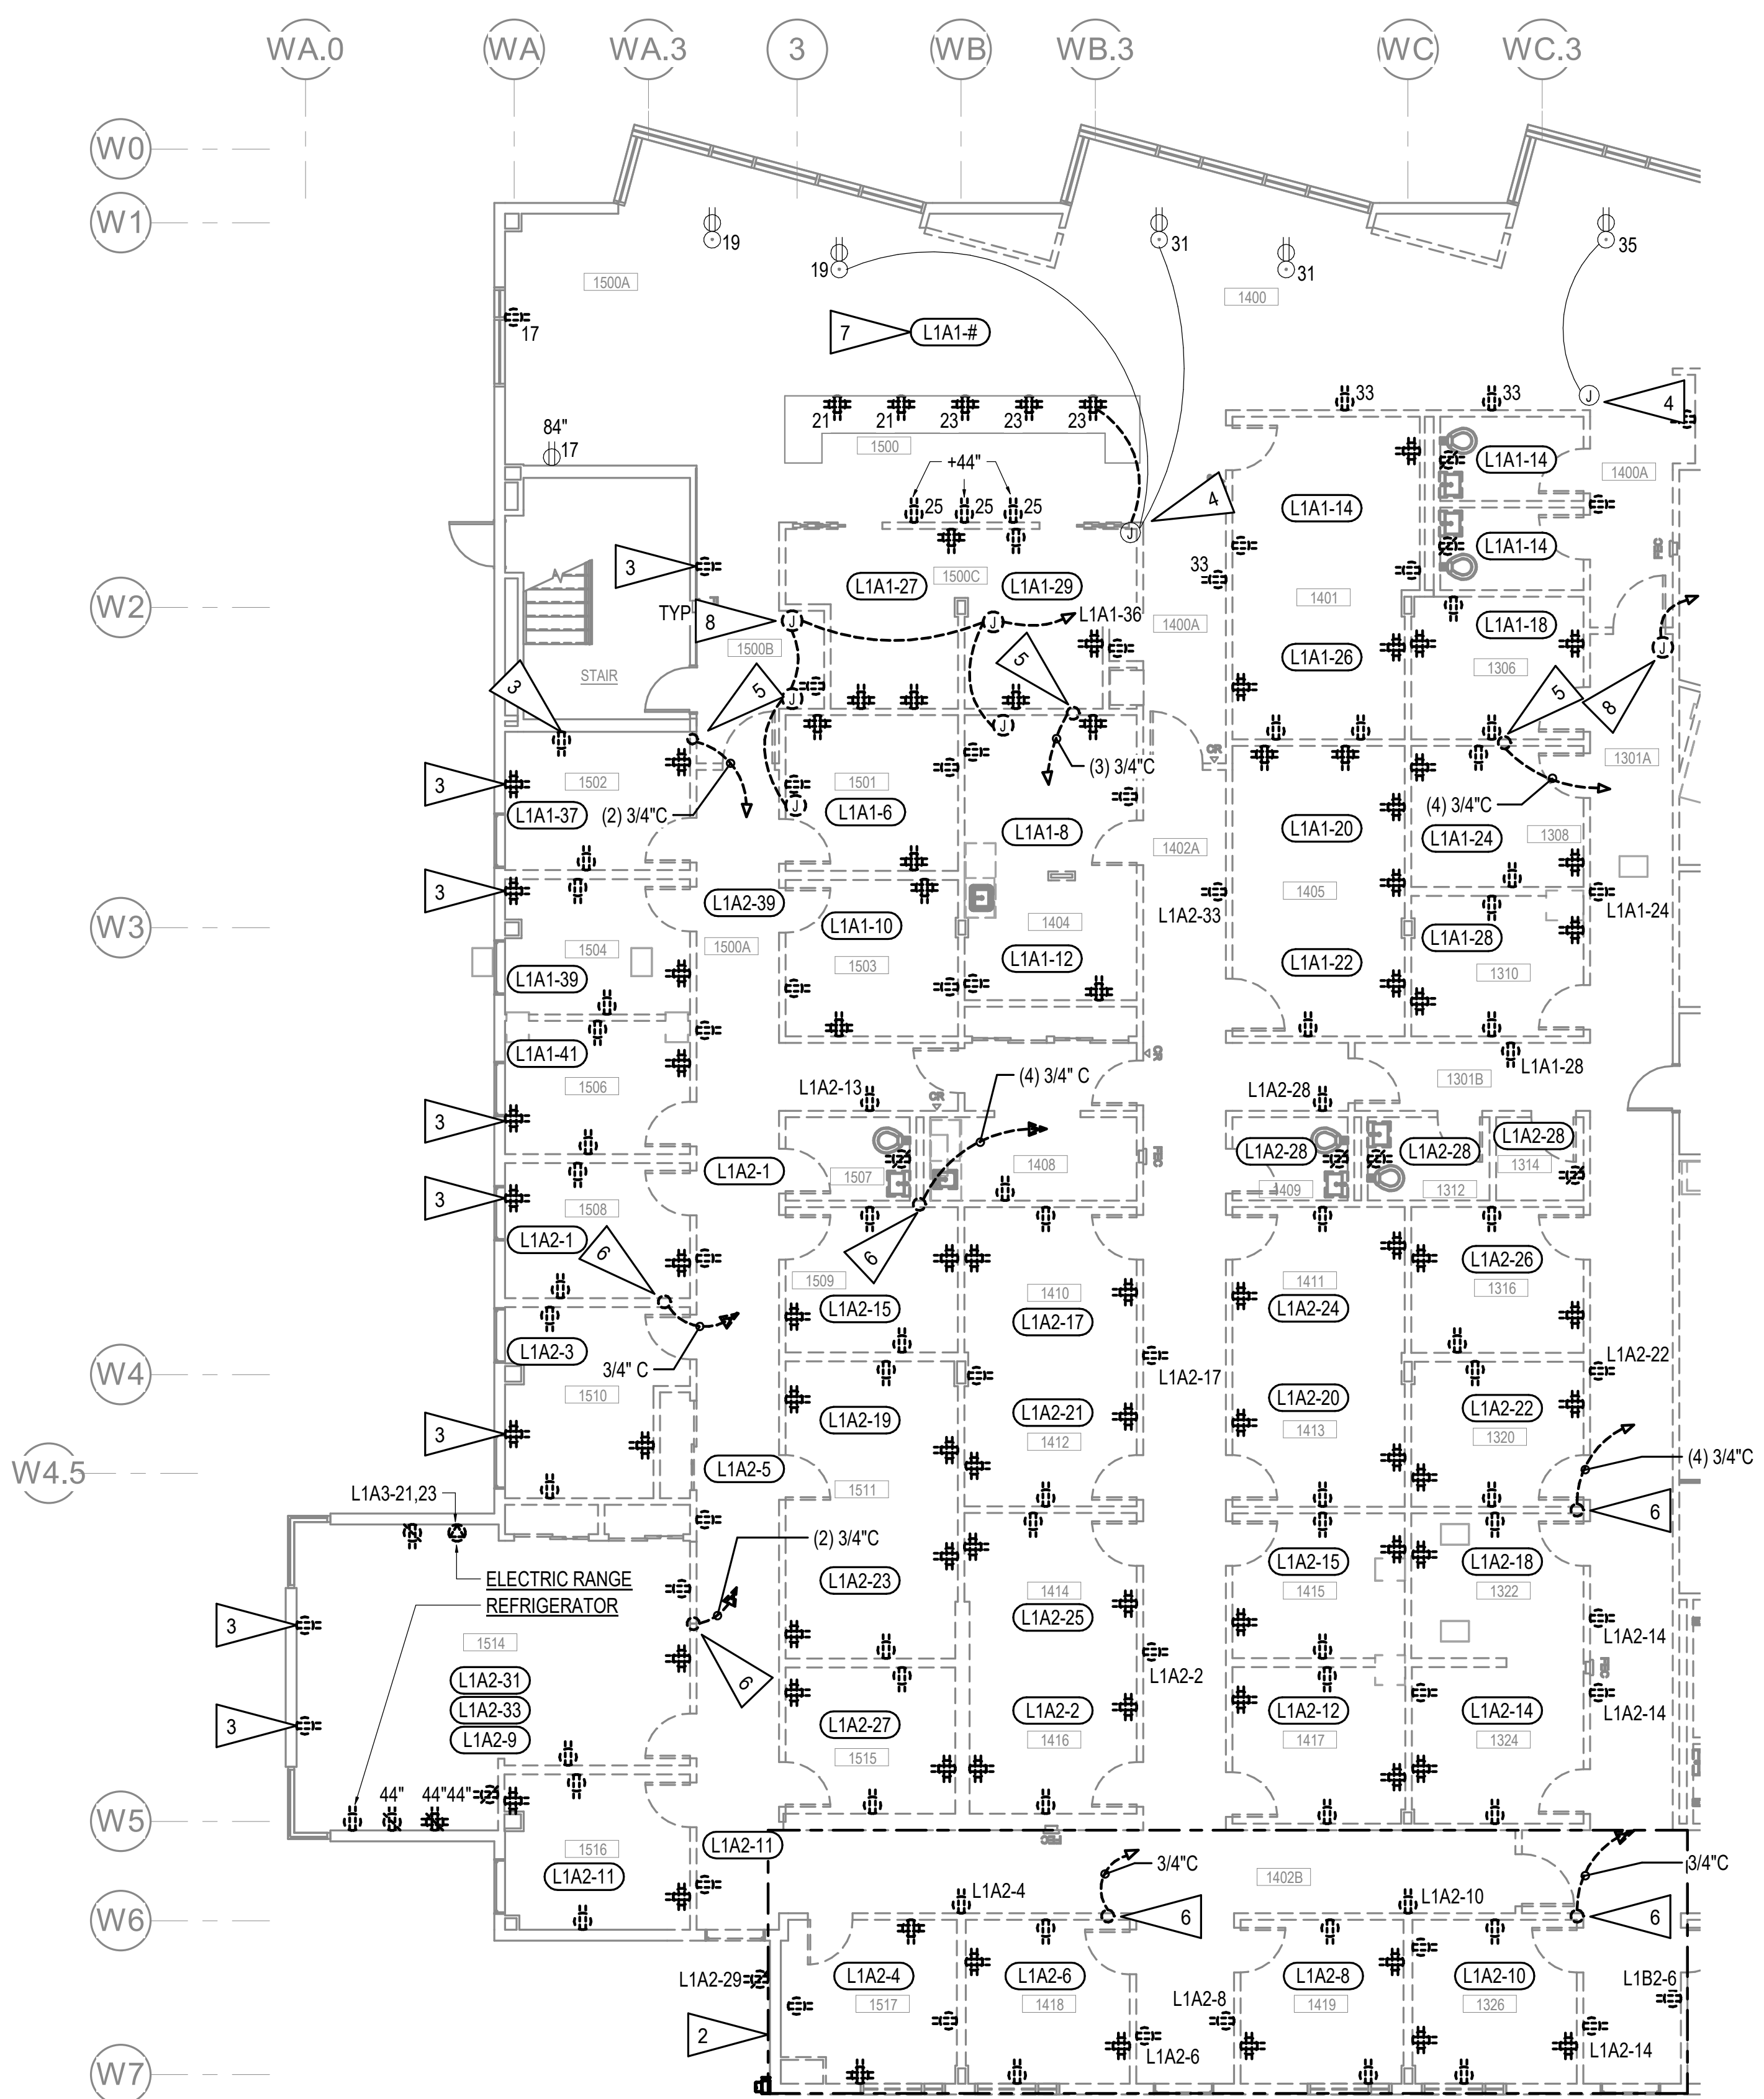 WA.0 WA WA.3 3 WB WB.3 WC WC.3
W0
W1
19
31
35
19
31
1500A
1400
17
7 L1A1-#
33 33
4
21 21 23 23 23
84"
17
1500
L1A1-14
1400A
+44"
25 25 25
4
L1A1-14
L1A1-14
FEC
3
33
1500C
L1A1-27 L1A1-29
1401
W2
TYP 8
L1A1-36
1400A
L1A1-18
1500B
5
L1A1-26
1306
STAIR
3
5
5
8
CR
1301A
3
1502
1501
(3) 3/4"C
L1A1-37
(2) 3/4"C
L1A1-6
(4) 3/4"C
L1A1-8
L1A1-20
L1A1-24
1308
1402A
3
L1A2-39
1405
L1A2-33
L1A1-24
W3
L1A1-10
1404
L1A1-28
1504
1500A
1503
L1A1-12
L1A1-22
1310
L1A1-39
L1A1-41
CR
1506
(4) 3/4" C
L1A1-28
1301B
L1A2-13
CR
L1A2-28
3
L1A2-28
L1A2-28
L1A2-28
FEC
L1A2-1
1507
1408
1314
1409
1312
3
1508
L1A2-1
6
6
L1A2-26
1509
1411
1316
1410
L1A2-15
L1A2-24
L1A2-17
L1A2-3
L1A2-22
3/4" C
W4
L1A2-17
1510
L1A2-20
L1A2-22
L1A2-19
L1A2-21
3
1412
1413
1320
(4) 3/4"C
W4.5
L1A2-5
1511
L1A3-21,23
6
(2) 3/4"C
L1A2-15
L1A2-18
ELECTRIC RANGE
L1A2-23
1414
1415
1322
REFRIGERATOR
3
L1A2-25
1514
L1A2-14
FEC
L1A2-31
6
L1A2-2
L1A2-33
L1A2-14
3
L1A2-27
L1A2-2
L1A2-12
L1A2-14
L1A2-9
1515
1416
1417
1324
44" 44" 44"
W5
FEC
1516
L1A2-11
L1A2-11
3/4"C
1402B
3/4"C
L1A2-4
L1A2-10
W6
6
6
L1A2-29
L1A2-4
L1A2-6
L1A2-8
L1A2-10
L1B2-6
1517
1418
L1A2-8
1419
1326
2
L1A2-6
L1A2-14
W7